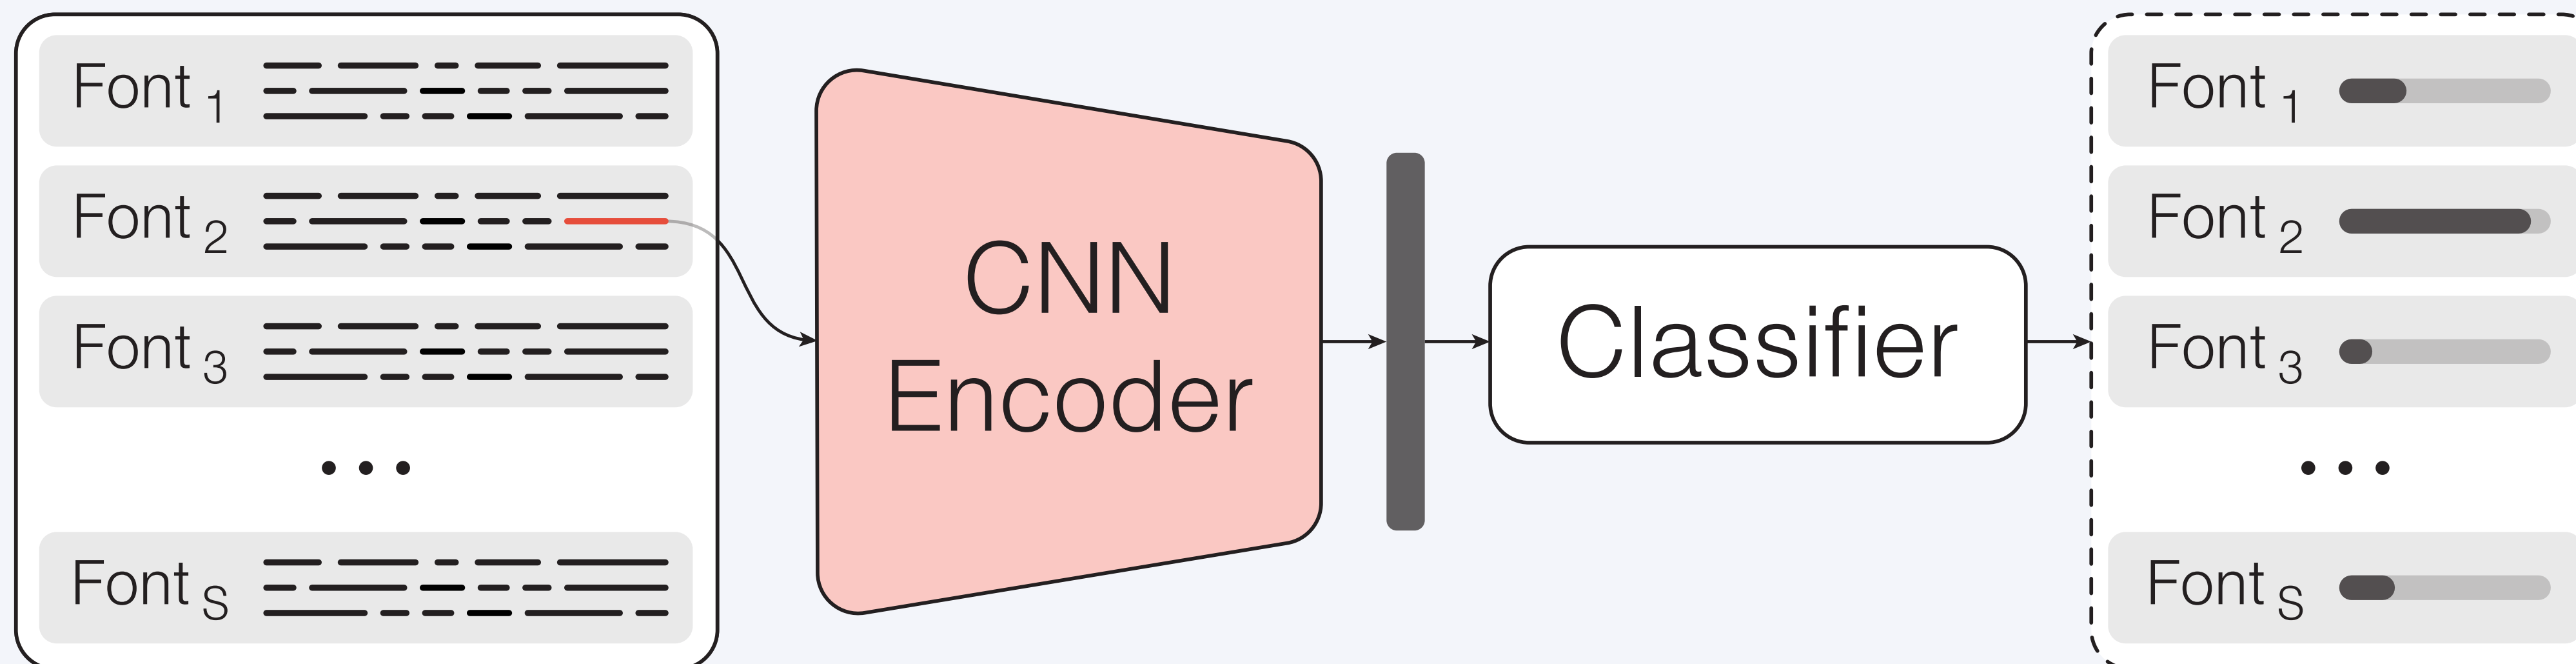 Font 1
Font 2
Font 3
...
Font S
CNN
Encoder
Classifier
Font 1
Font 2
Font 3
...
Font S